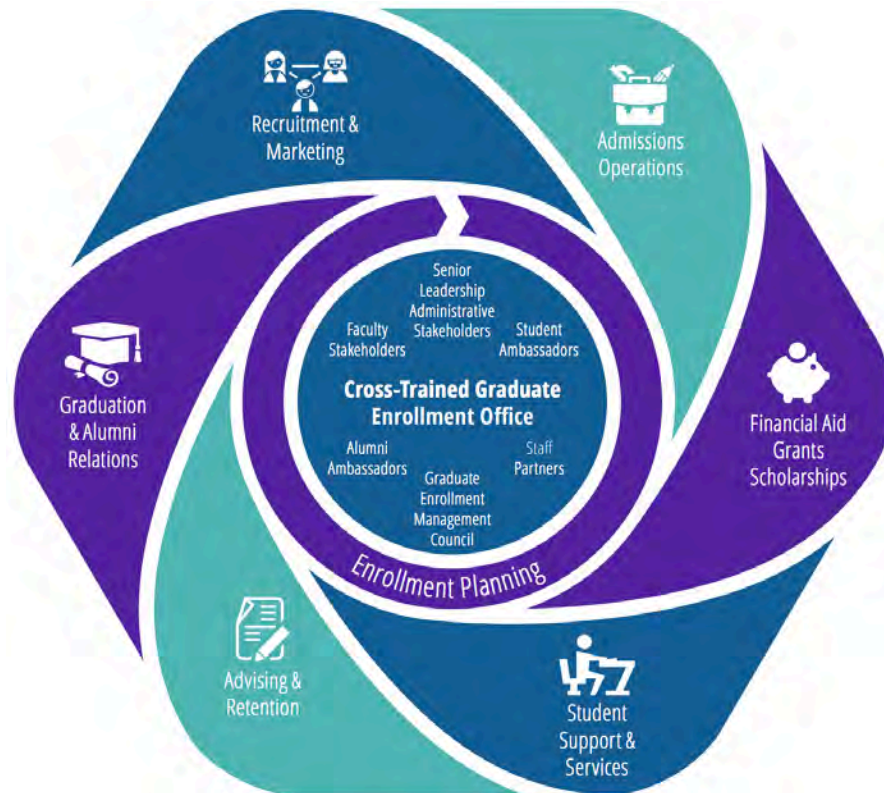 Recruitment &
Marketing
Admissions
Operations
Financial Aid
Grants
Scholarships
Student
Support &
Services
Advising &
Retention
Graduation
& Alumni
Relations
Senior
Leadership
Administrative
Stakeholders
Faculty
Stakeholders
Student
Ambassadors
Cross-Trained Graduate
Enrollment Office
Alumni
Ambassadors
Staff
Partners
Graduate
Enrollment
Management
Council
Enrollment Planning